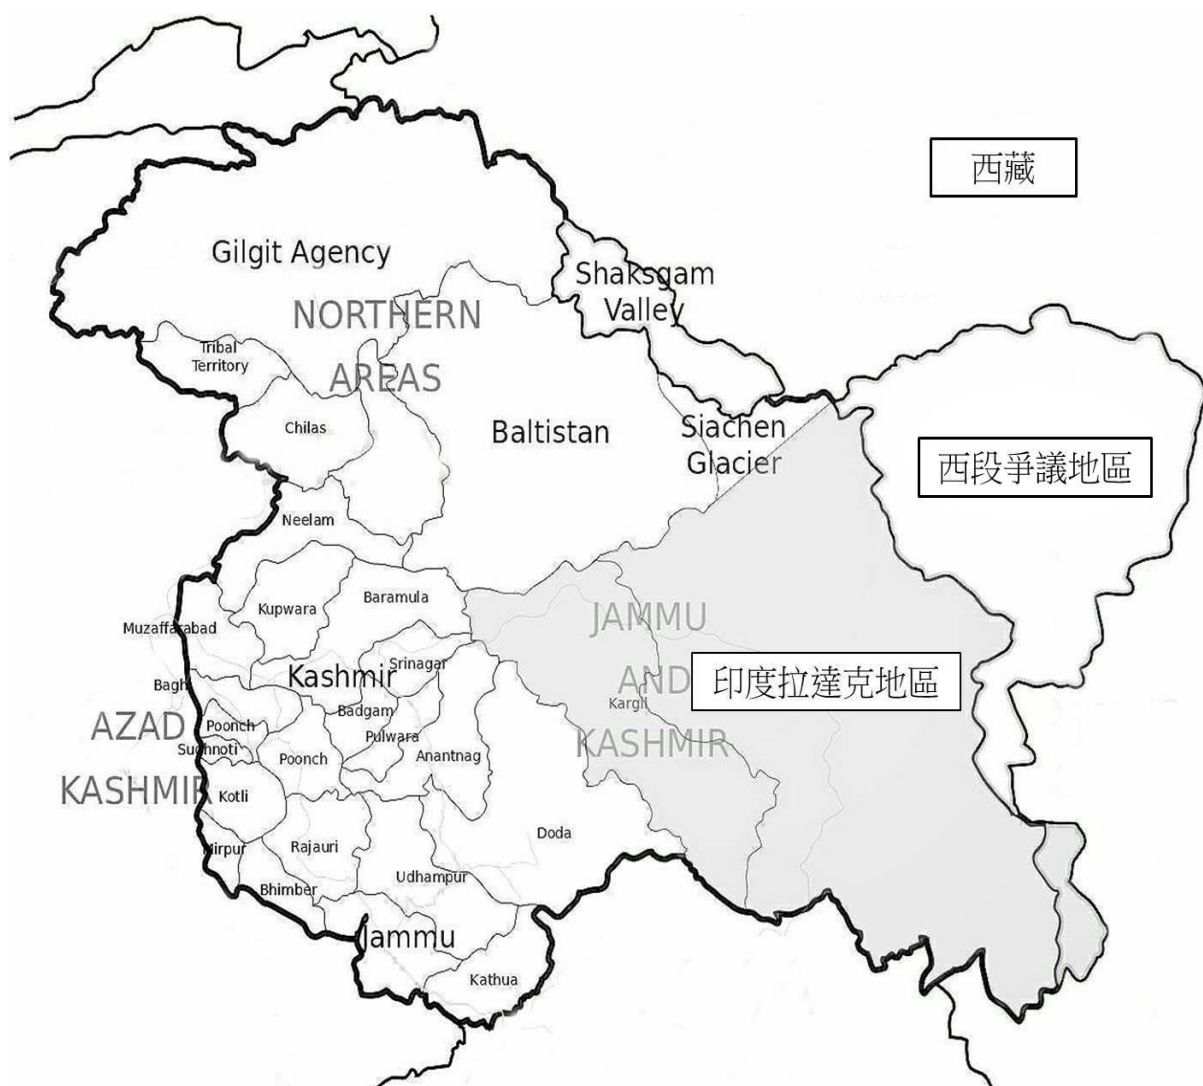 西藏
Gilgit Agency
Shaksgam
Valley
NORTHERN
AREAS
Tribal
Territory
Chilas
Baltistan
Siachen
Glacier
西段爭議地區
Neelam
Kupwara
Baramula
Muzaffarabad
JAMMU
AND
KASHMIR
Kargil
印度拉達克地區
Kashmir
Srinagar
Bagh
Badgam
Pulwara
Anantnag
AZAD
KASHMIR
Poonch
Sudhnoti
Poonch
Kotli
Mirpur
Rajauri
Doda
Bhimber
Udhampur
Jammu
Kathua